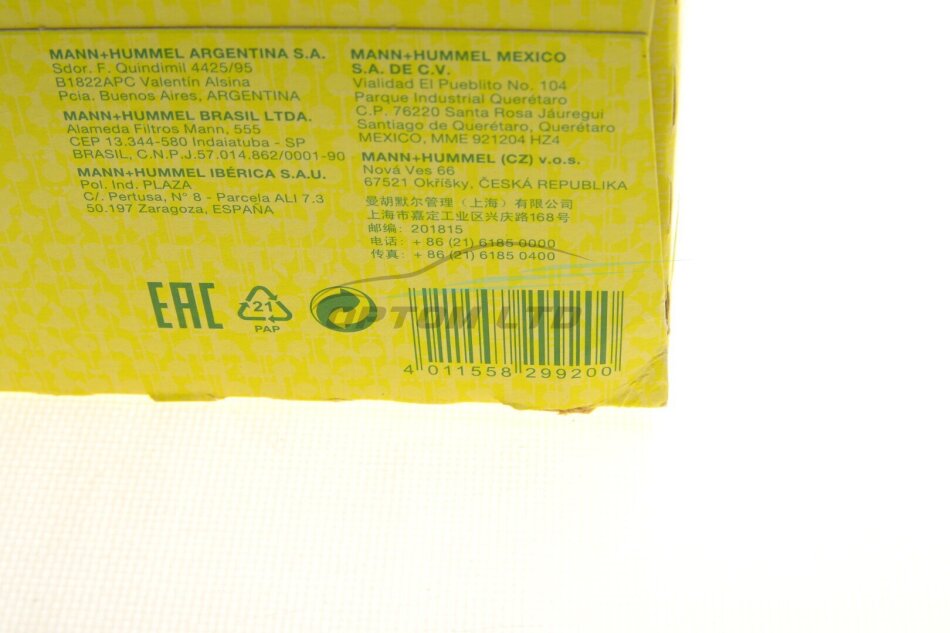 MANN+HUMMEL ARGENTINA S.A.
Sdor. F. Quindimil 4425/95
B1822APC Valentín Alsina
Pcia. Buenos Aires, ARGENTINA
MANN+HUMMEL BRASIL LTDA.
Alameda Filtros Mann, 555
CEP 13.344-580 Indaiatuba - SP
BRASIL, C.N.P.J.57.014.862/0001-90
MANN+HUMMEL IBÉRICA S.A.U.
Pol. Ind. PLAZA
C/. Pertusa, N° 8 - Parcela ALI 7.3
50.197 Zaragoza, ESPAÑA
MANN+HUMMEL MEXICO
S.A. DE C.V.
Vialidad El Pueblito No. 104
Parque Industrial Querétaro
C.P. 76220 Santa Rosa Jáuregui
Santiago de Querétaro, Querétaro
MEXICO, MME 921204 HZ4
MANN+HUMMEL (CZ) v.o.s.
Nová Ves 66
67521 Okříšky, ČESKÁ REPUBLIKA
曼胡默尔管理（上海）有限公司
上海市嘉定工业区兴庆路168号
邮编: 201815
电话: + 86 (21) 6185 0000
传真: + 86 (21) 6185 0400
EAC
21
PAP
OPTOM LTD
4 011558 299200